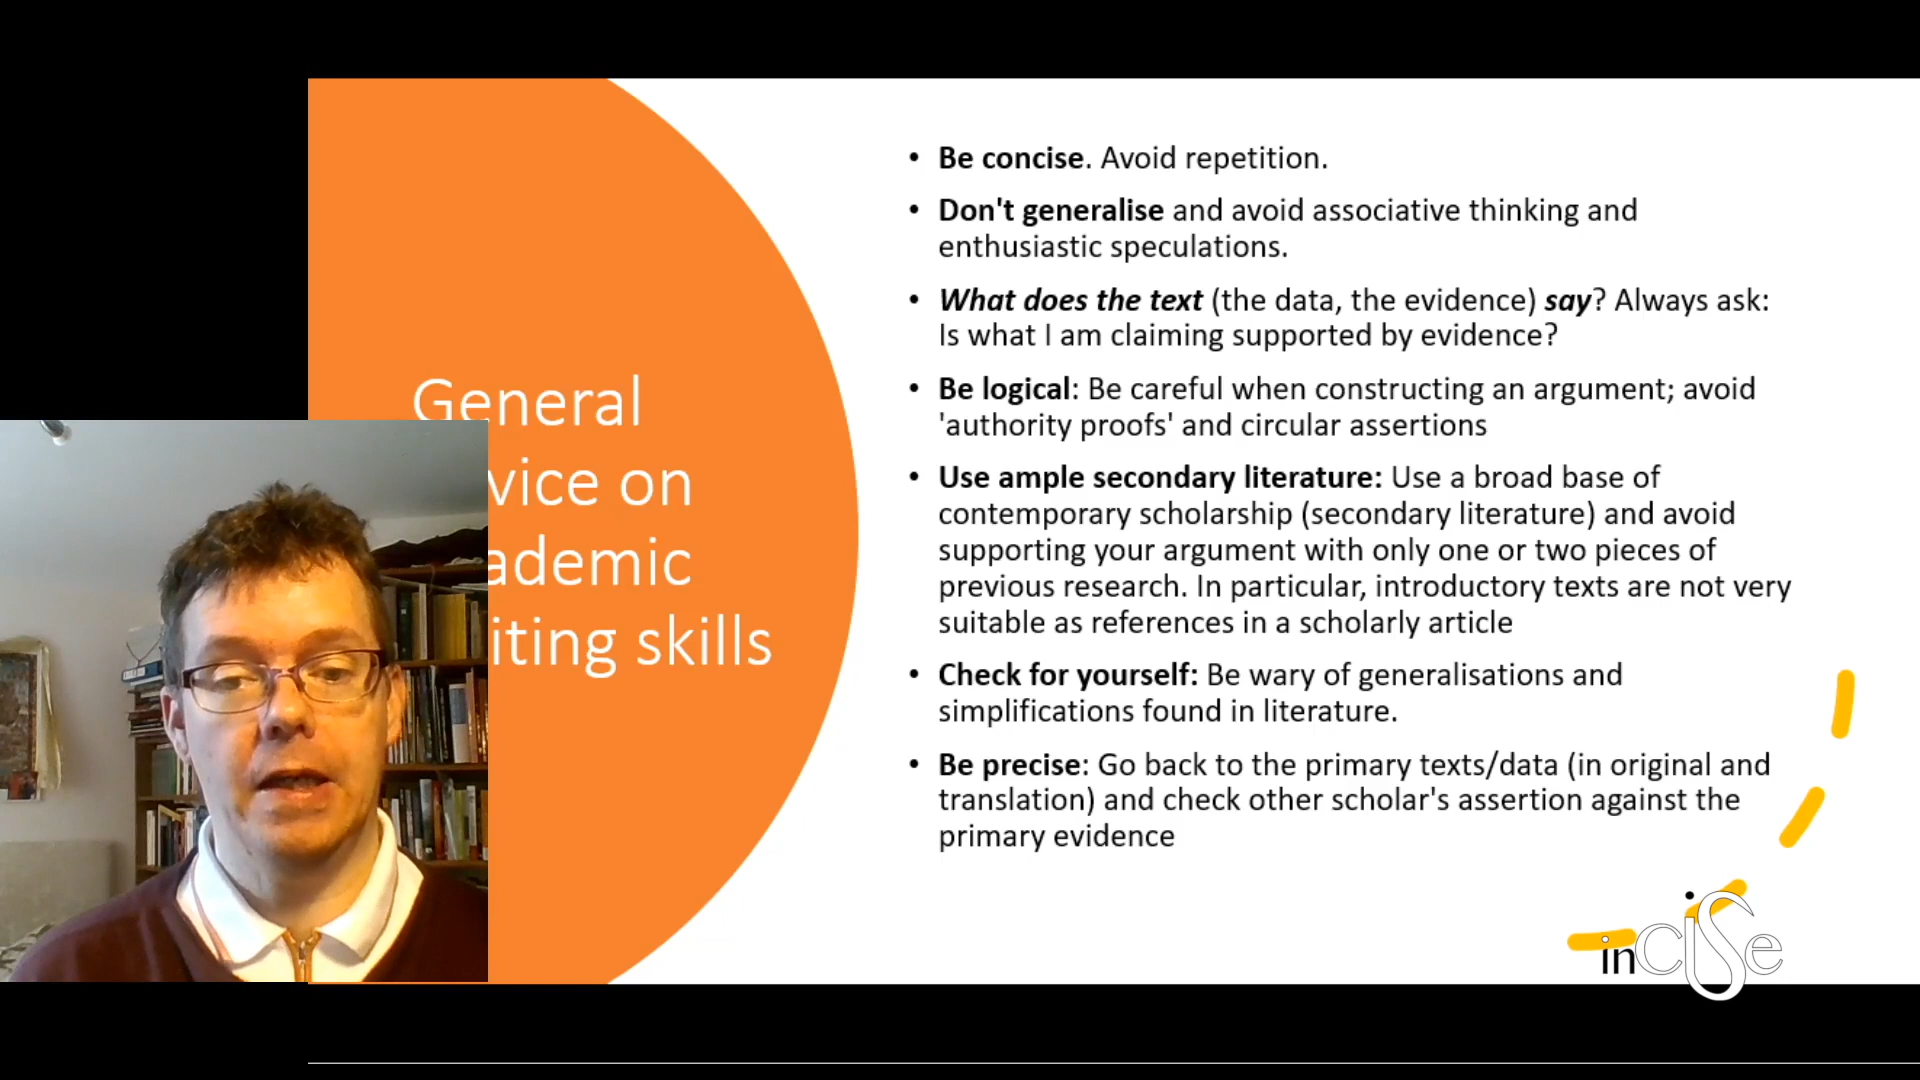 General
vice on
ademic
iting skills
• Be concise. Avoid repetition.
• Don't generalise and avoid associative thinking and
enthusiastic speculations.
• What does the text (the data, the evidence) say? Always ask:
Is what I am claiming supported by evidence?
• Be logical: Be careful when constructing an argument; avoid
'authority proofs' and circular assertions
• Use ample secondary literature: Use a broad base of
contemporary scholarship (secondary literature) and avoid
supporting your argument with only one or two pieces of
previous research. In particular, introductory texts are not very
suitable as references in a scholarly article
• Check for yourself: Be wary of generalisations and
simplifications found in literature.
• Be precise: Go back to the primary texts/data (in original and
translation) and check other scholar's assertion against the
primary evidence
inCiSe